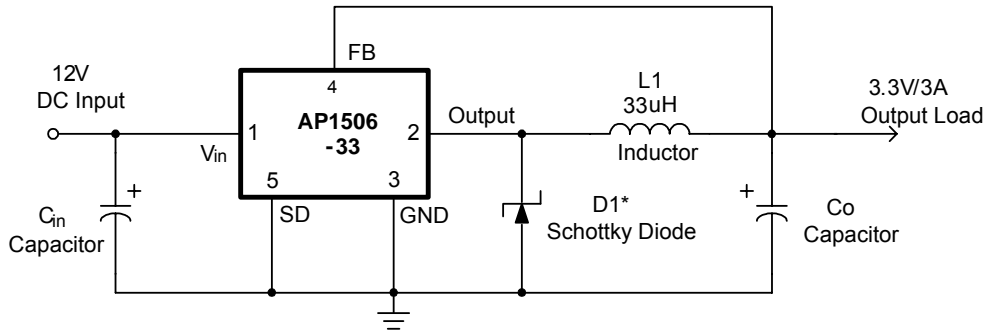 FB
4
12V
DC Input
AP1506
-33
1
2
Vin
5
3
SD
GND
Output
L1
33uH
Inductor
3.3V/3A
Output Load
+
Cin
Capacitor
D1*
Schottky Diode
+
Co
Capacitor